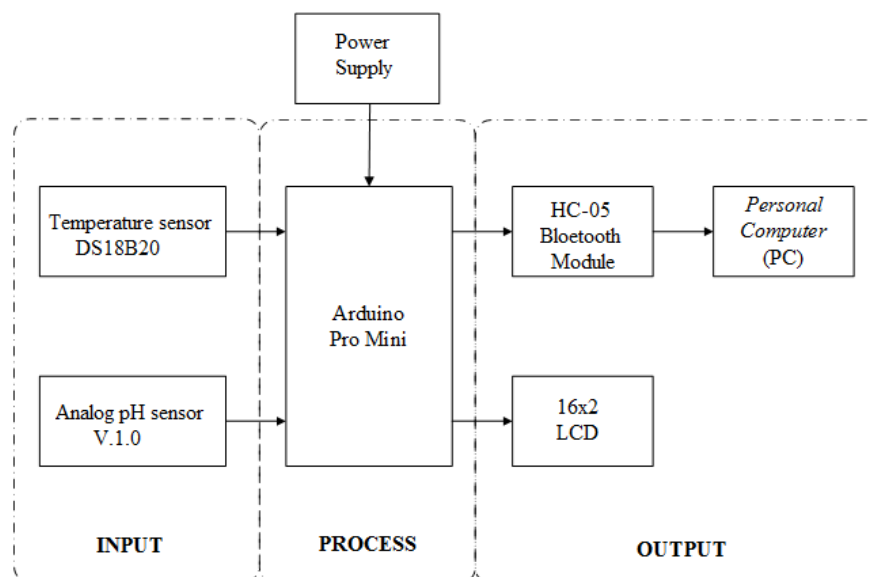 Power
Supply
Temperature sensor
DS18B20
Analog pH sensor
V.1.0
Arduino
Pro Mini
HC-05
Bloetooth
Module
Personal
Computer
(PC)
16x2
LCD
INPUT
PROCESS
OUTPUT